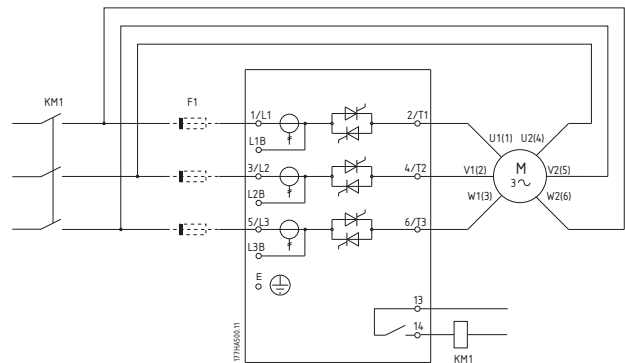 KM1
F1
1/L1
2/T1
L1B
U1(1)
U2(4)
3/L2
4/T2
V1(2)
M
3~
V2(5)
L2B
W1(3)
W2(6)
5/L3
6/T3
L3B
E
13
14
KM1
177HA500.11